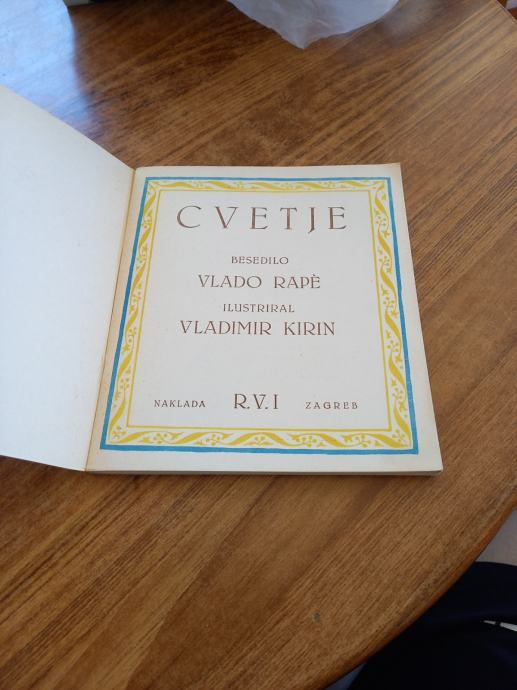 CVETJE
BESEDILO
VLADO RAPÈ
ILUSTRIRAL
VLADIMIR KIRIN
NAKLADA R.V.I ZAGREB